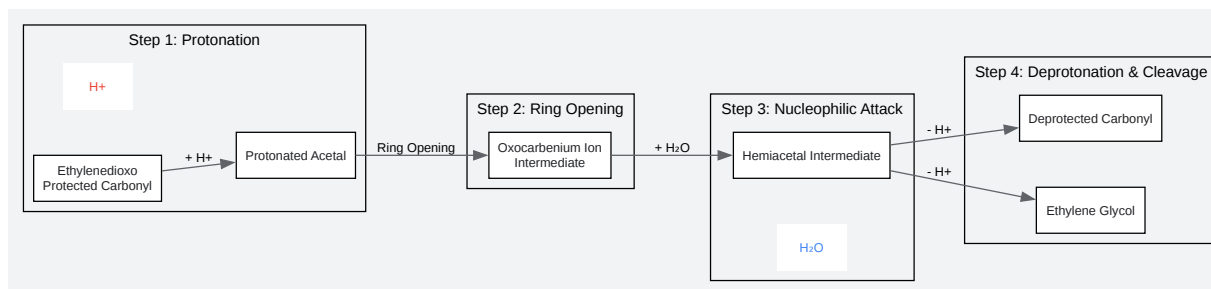 Step 1: Protonation
H+
Ethylenedioxo
Protected Carbonyl
+ H+
Protonated Acetal
Ring Opening
Step 2: Ring Opening
Oxocarbenium Ion
Intermediate
+ H₂O
Step 3: Nucleophilic Attack
Hemiacetal Intermediate
H₂O
- H+
- H+
Step 4: Deprotonation & Cleavage
Deprotected Carbonyl
Ethylene Glycol